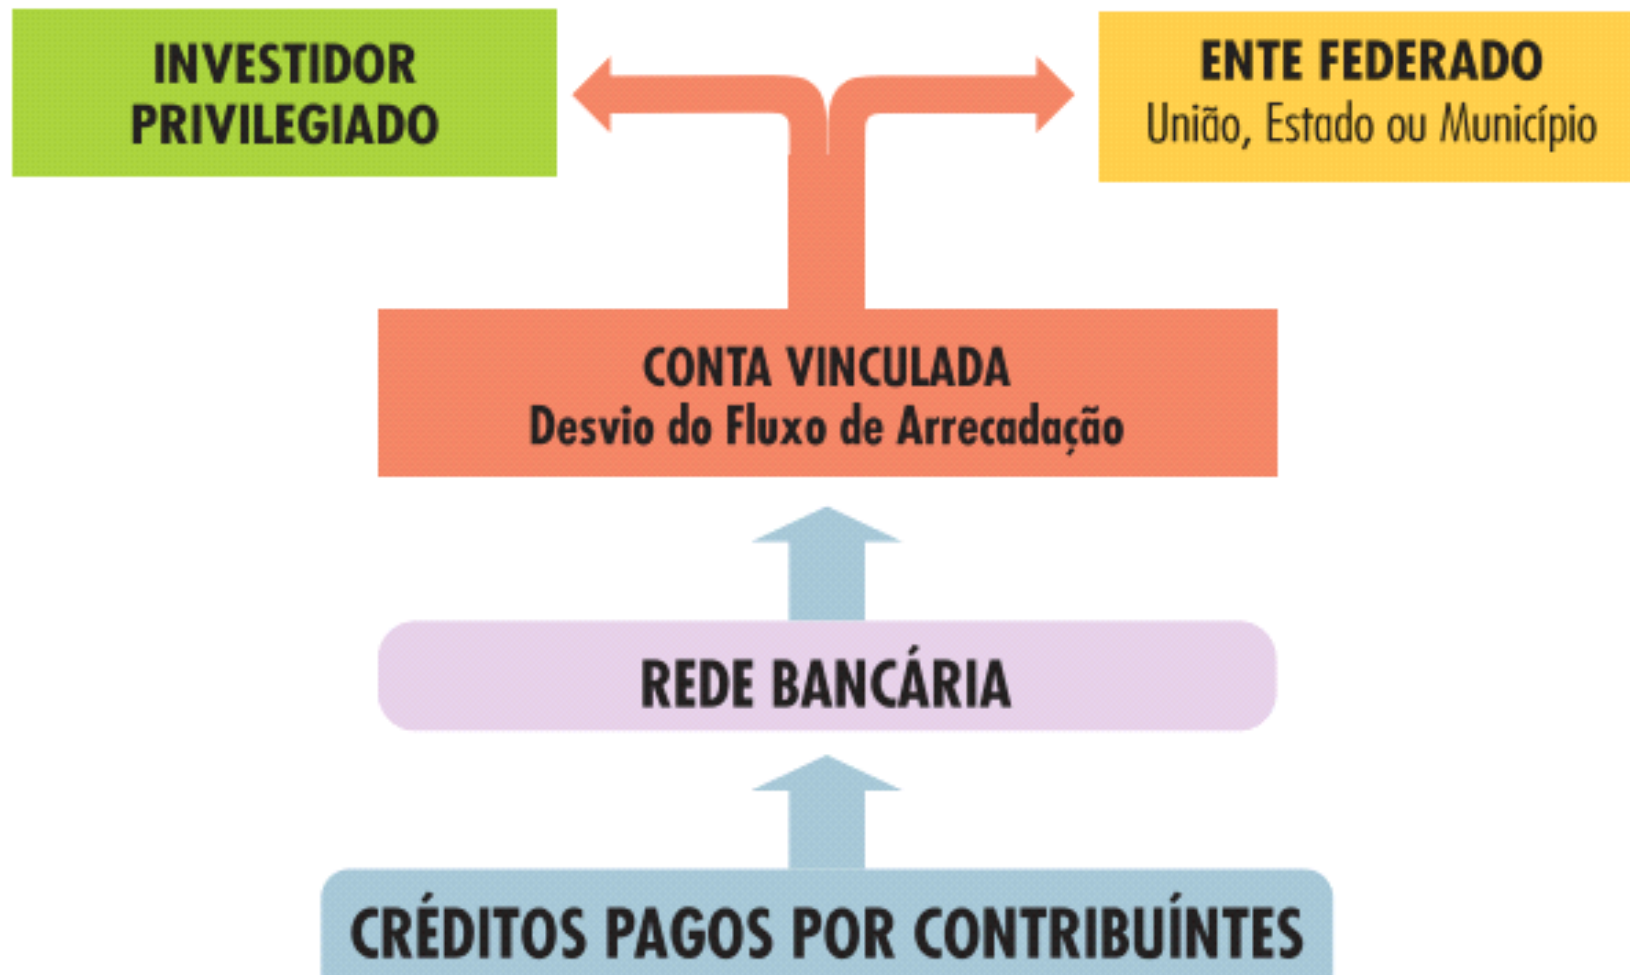 INVESTIDOR
PRIVILEGIADO
ENTE FEDERADO
União, Estado ou Município
CONTA VINCULADA
Desvio do Fluxo de Arrecadação
REDE BANCÁRIA
CRÉDITOS PAGOS POR CONTRIBUÍNTES